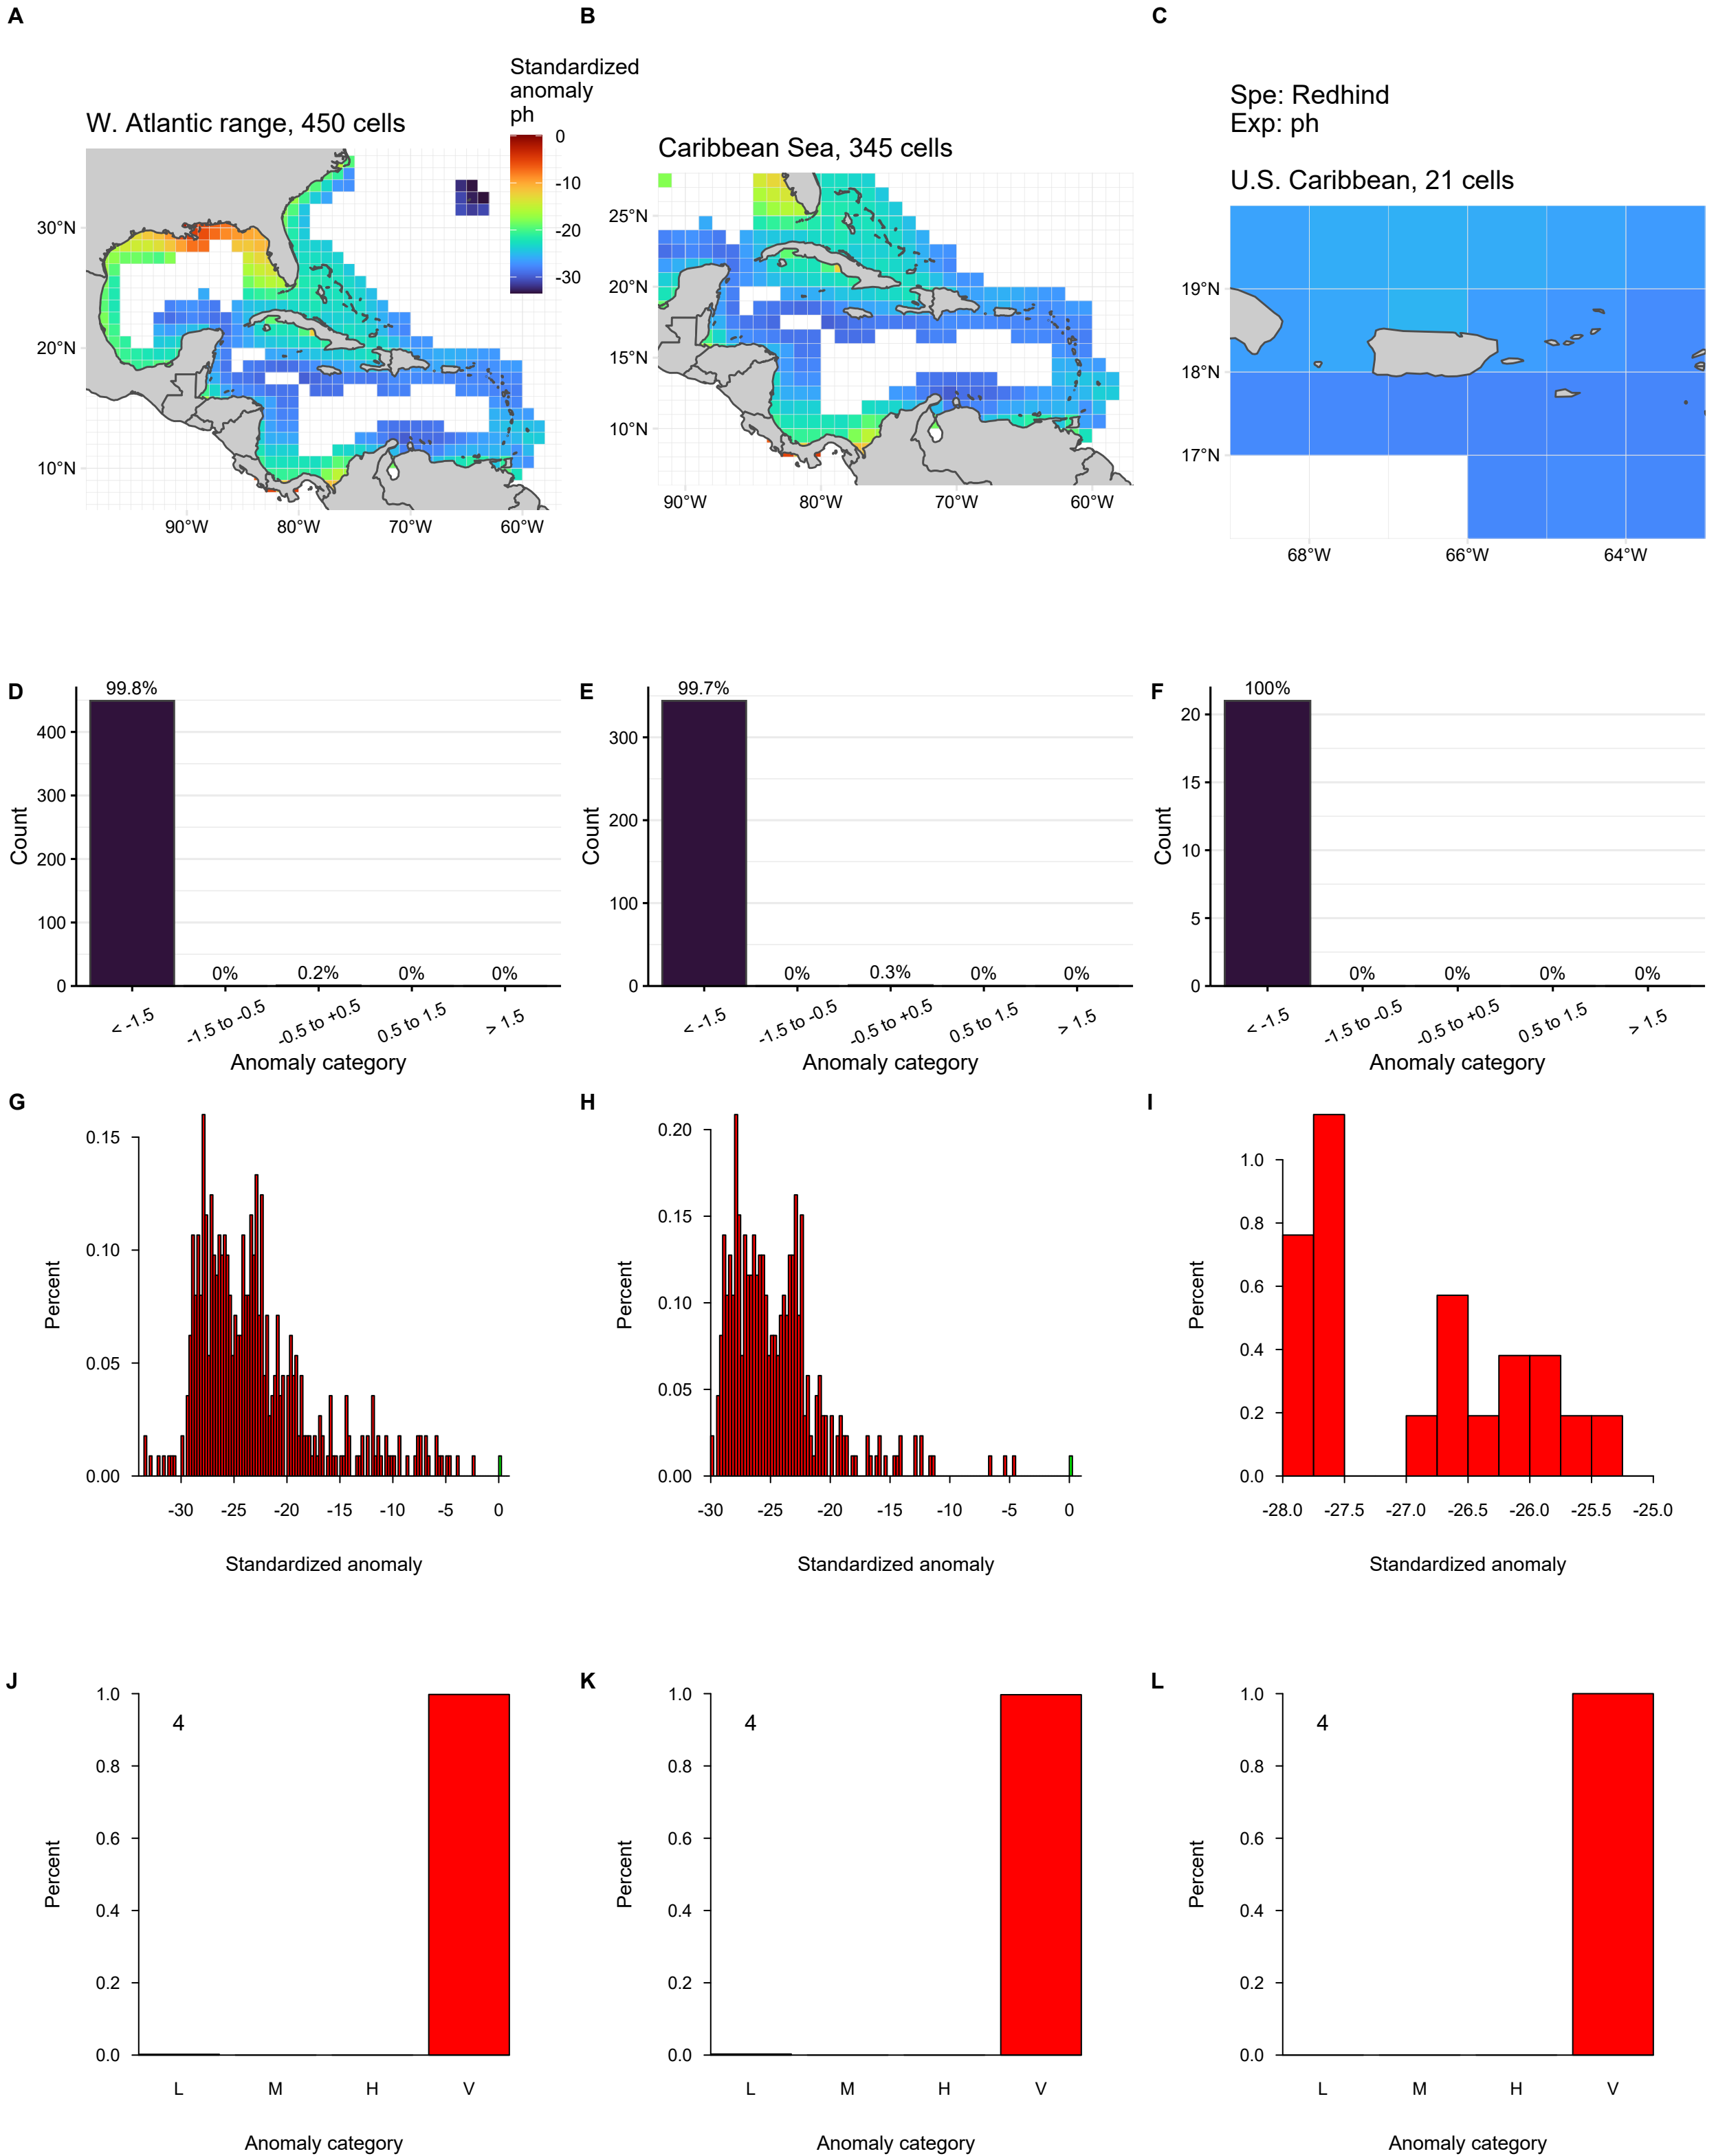 A
B
C
Standardized
anomaly
ph
0
-10
-20
-30
W. Atlantic range, 450 cells
30°N
20°N
10°N
90°W 80°W 70°W 60°W
Caribbean Sea, 345 cells
25°N
20°N
15°N
10°N
90°W 80°W 70°W 60°W
Spe: Redhind
Exp: ph
U.S. Caribbean, 21 cells
19°N
18°N
17°N
68°W 66°W 64°W
D
99.8%
0% 0.2% 0% 0%
Count
400
300
200
100
0
< -1.5 -1.5 to -0.5 -0.5 to +0.5 0.5 to 1.5 > 1.5
Anomaly category
E
99.7%
0% 0.3% 0% 0%
Count
300
200
100
0
< -1.5 -1.5 to -0.5 -0.5 to +0.5 0.5 to 1.5 > 1.5
Anomaly category
F
100%
0% 0% 0% 0%
Count
20
15
10
5
0
< -1.5 -1.5 to -0.5 -0.5 to +0.5 0.5 to 1.5 > 1.5
Anomaly category
G
Percent
0.15
0.10
0.05
0.00
-30 -25 -20 -15 -10 -5 0
Standardized anomaly
H
Percent
0.20
0.15
0.10
0.05
0.00
-30 -25 -20 -15 -10 -5 0
Standardized anomaly
I
Percent
1.0
0.8
0.6
0.4
0.2
0.0
-28.0 -27.5 -27.0 -26.5 -26.0 -25.5 -25.0
Standardized anomaly
J
4
Percent
1.0
0.8
0.6
0.4
0.2
0.0
L M H V
Anomaly category
K
4
Percent
1.0
0.8
0.6
0.4
0.2
0.0
L M H V
Anomaly category
L
4
Percent
1.0
0.8
0.6
0.4
0.2
0.0
L M H V
Anomaly category